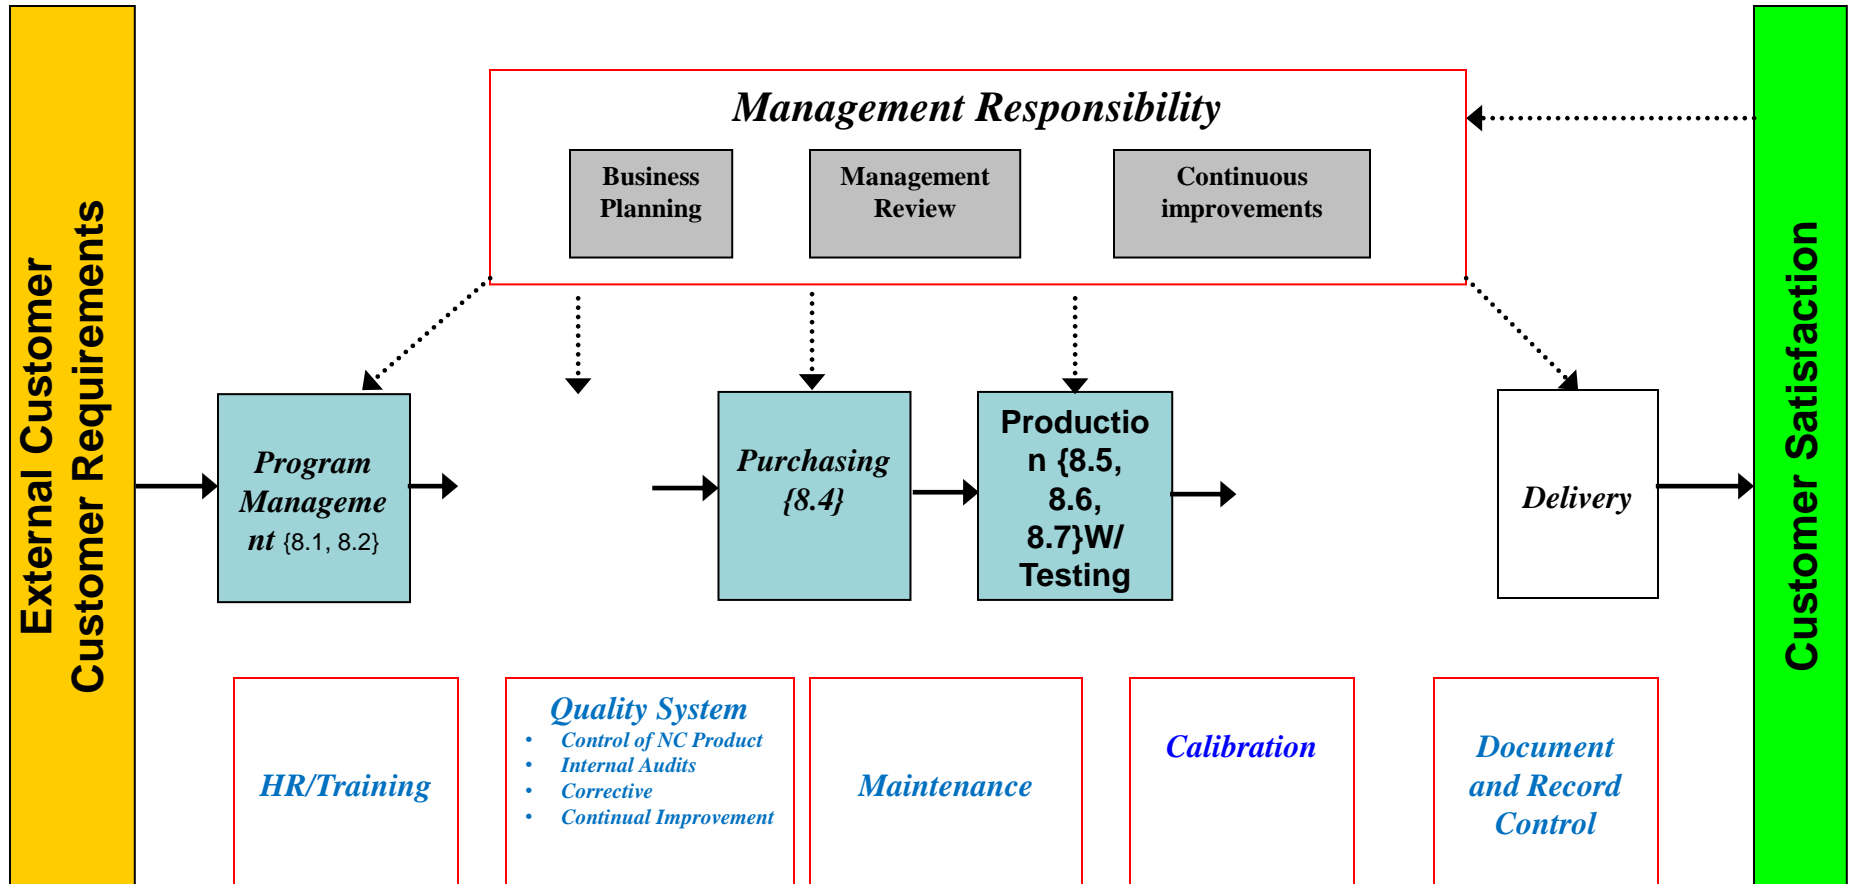 External Customer
Customer Requirements
Management Responsibility
Business
Planning
Management
Review
Continuous
improvements
Program
Manageme
nt {8.1, 8.2}
Purchasing
{8.4}
Productio
n {8.5,
8.6,
8.7}W/
Testing
Delivery
HR/Training
Quality System
• Control of NC Product
• Internal Audits
• Corrective
• Continual Improvement
Maintenance
Calibration
Document
and Record
Control
Customer Satisfaction